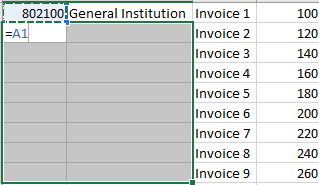 802100 General Institution Invoice 1 100
=A1 Invoice 2 120
Invoice 3 140
Invoice 4 160
Invoice 5 180
Invoice 6 200
Invoice 7 220
Invoice 8 240
Invoice 9 260